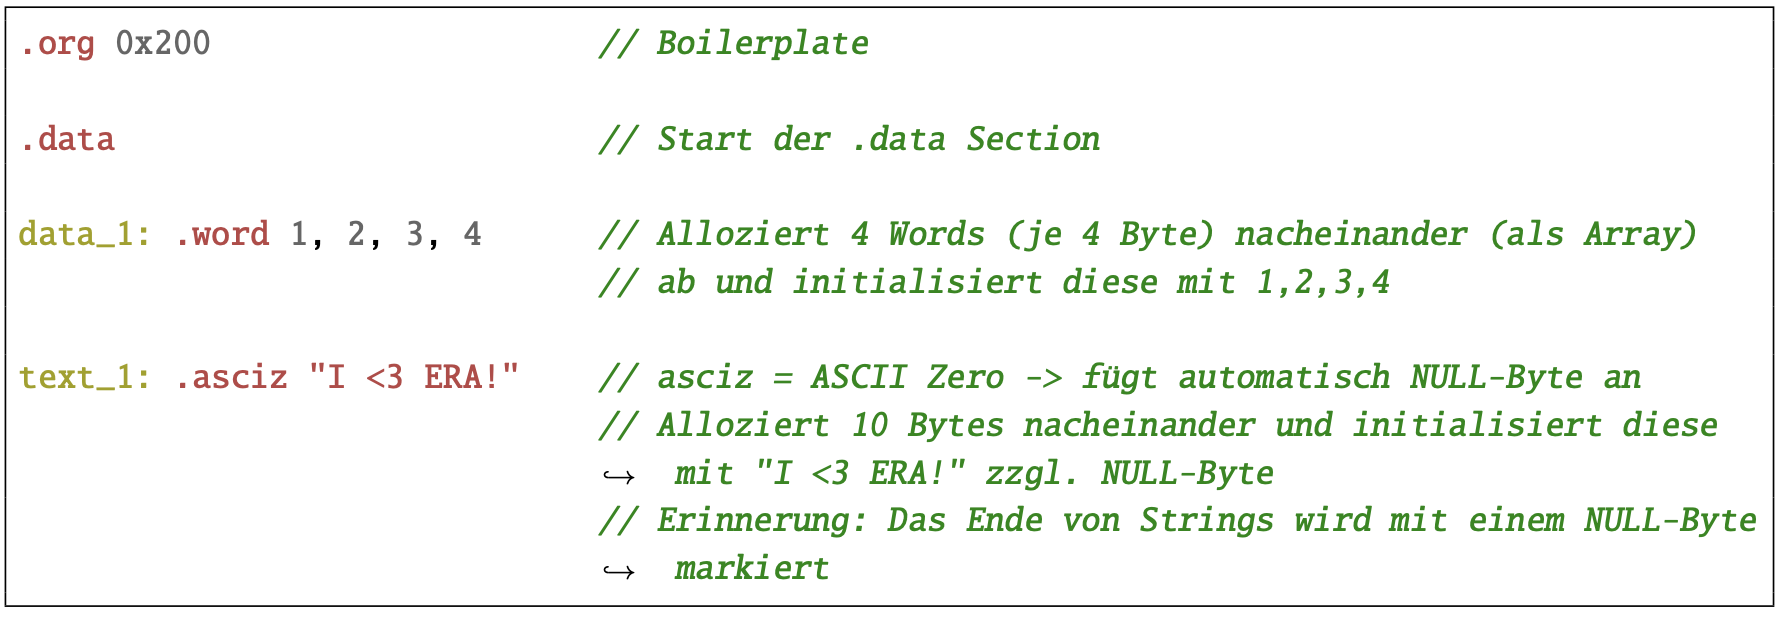 .org 0x200 // Boilerplate
.data // Start der .data Section
data_1: .word 1, 2, 3, 4 // Alloziert 4 Words (je 4 Byte) nacheinander (als Array)
// ab und initialisiert diese mit 1,2,3,4
text_1: .asciz "I <3 ERA!" // asciz = ASCII Zero -> fügt automatisch NULL-Byte an
// Alloziert 10 Bytes nacheinander und initialisiert diese
↪ mit "I <3 ERA!" zzgl. NULL-Byte
// Erinnerung: Das Ende von Strings wird mit einem NULL-Byte
↪ markiert